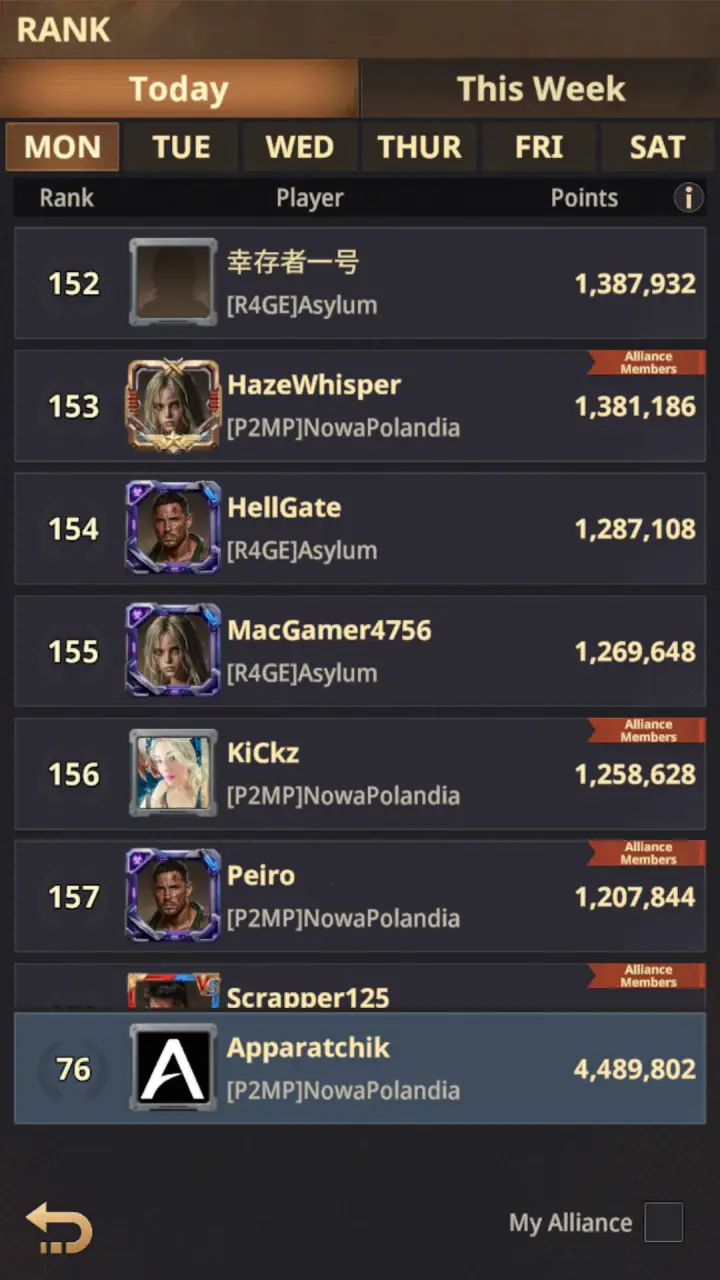 RANK
Today
This Week
MON
TUE
WED
THUR
FRI
SAT
Rank
Player
Points
152
幸存者一号
[R4GE]Asylum
1,387,932
153
HazeWhisper
[P2MP]NowaPolandia
Alliance
Members
1,381,186
154
HellGate
[R4GE]Asylum
1,287,108
155
MacGamer4756
[R4GE]Asylum
1,269,648
156
KiCkz
[P2MP]NowaPolandia
Alliance
Members
1,258,628
157
Peiro
[P2MP]NowaPolandia
Alliance
Members
1,207,844
VS
Scrapper125
Alliance
Members
76
A
Apparatchik
[P2MP]NowaPolandia
4,489,802
My Alliance